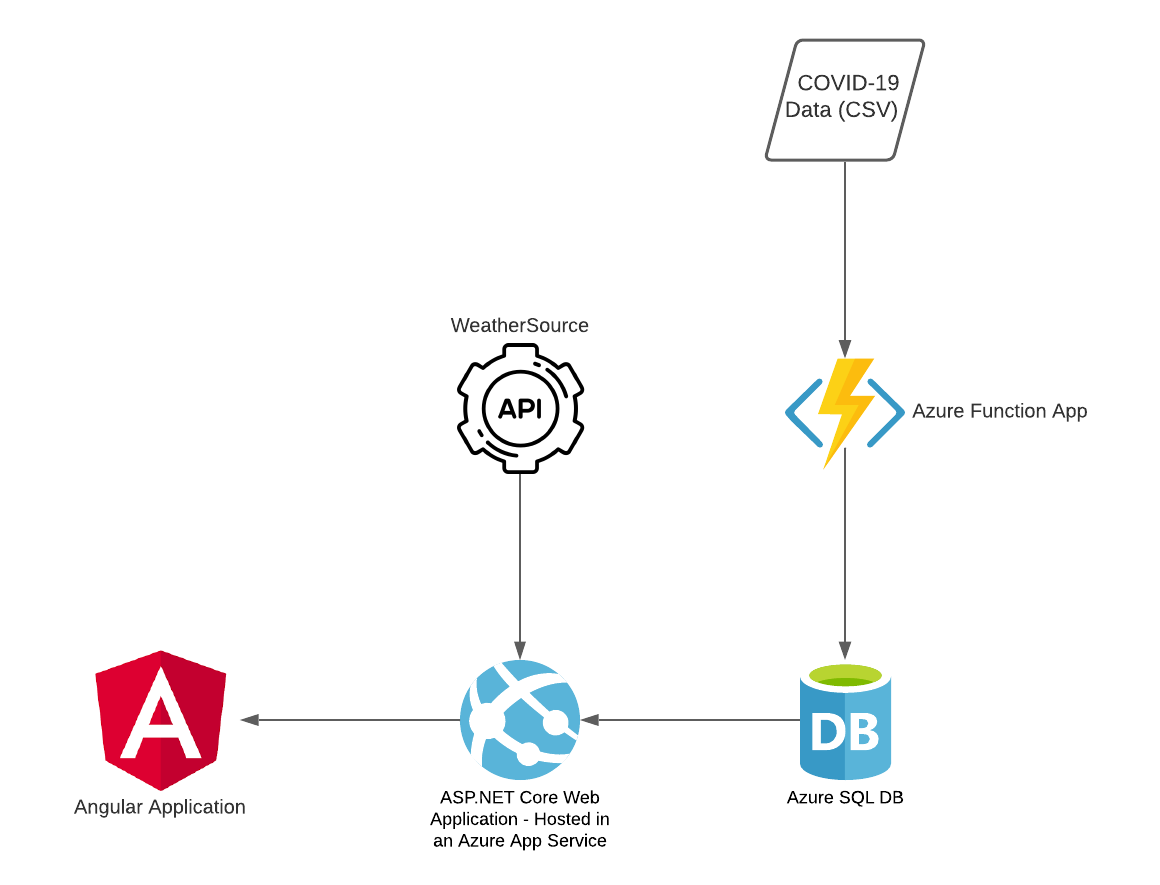 COVID-19
Data (CSV)
WeatherSource
API
Azure Function App
A
DB
Angular Application
ASP.NET Core Web
Application - Hosted in
an Azure App Service
Azure SQL DB